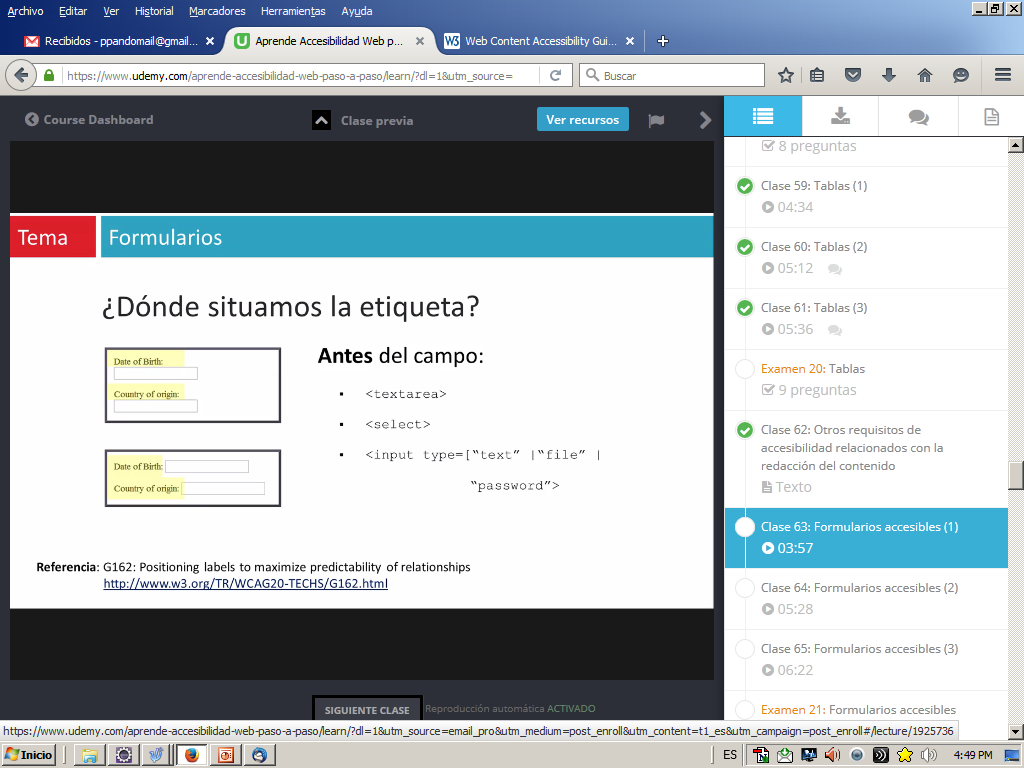 Archivo Editar Ver Historial Marcadores Herramientas Ayuda
Recibidos - ppandomail@gmail... Aprende Accesibilidad Web p... Web Content Accessibility Gui...
https://www.udemy.com/aprende-accesibilidad-web-paso-a-paso/learn/?dl=1&utm_source= Buscar
Course Dashboard Clase previa Ver recursos
Tema Formularios
¿Dónde situamos la etiqueta?
Date of Birth:
Country of origin:
Date of Birth:
Country of origin:
Antes del campo:
▪ <textarea>
▪ <select>
▪ <input type=[“text” |“file” |
“password”>
Referencia: G162: Positioning labels to maximize predictability of relationships
http://www.w3.org/TR/WCAG20-TECHS/G162.html
SIGUIENTE CLASE Reproducción automática ACTIVADO
8 preguntas
Clase 59: Tablas (1)
04:34
Clase 60: Tablas (2)
05:12
Clase 61: Tablas (3)
05:36
Examen 20: Tablas
9 preguntas
Clase 62: Otros requisitos de
accesibilidad relacionados con la
redacción del contenido
Texto
Clase 63: Formularios accesibles (1)
03:57
Clase 64: Formularios accesibles (2)
05:28
Clase 65: Formularios accesibles (3)
06:22
Examen 21: Formularios accesibles
https://www.udemy.com/aprende-accesibilidad-web-paso-a-paso/learn/?dl=1&utm_source=email_pro&utm_medium=post_enroll&utm_content=t1_es&utm_campaign=post_enroll#/lecture/1925736
Inicio ES 4:49 PM